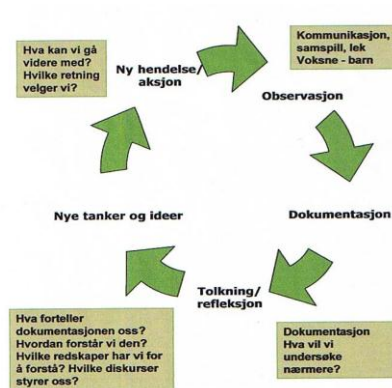 Hva kan vi gå
videre med?
Hvilke retning
velger vi?
Ny hendelse/
aksjon
Kommunikasjon,
samspill, lek
Voksne - barn
Observasjon
Dokumentasjon
Tolkning/
refleksjon
Dokumentasjon
Hva vil vi
undersøke
nærmere?
Hva forteller
dokumentasjonen oss?
Hvordan forstår vi den?
Hvilke redskaper har vi for
å forstå? Hvilke diskurser
styrer oss?
Nye tanker og ideer